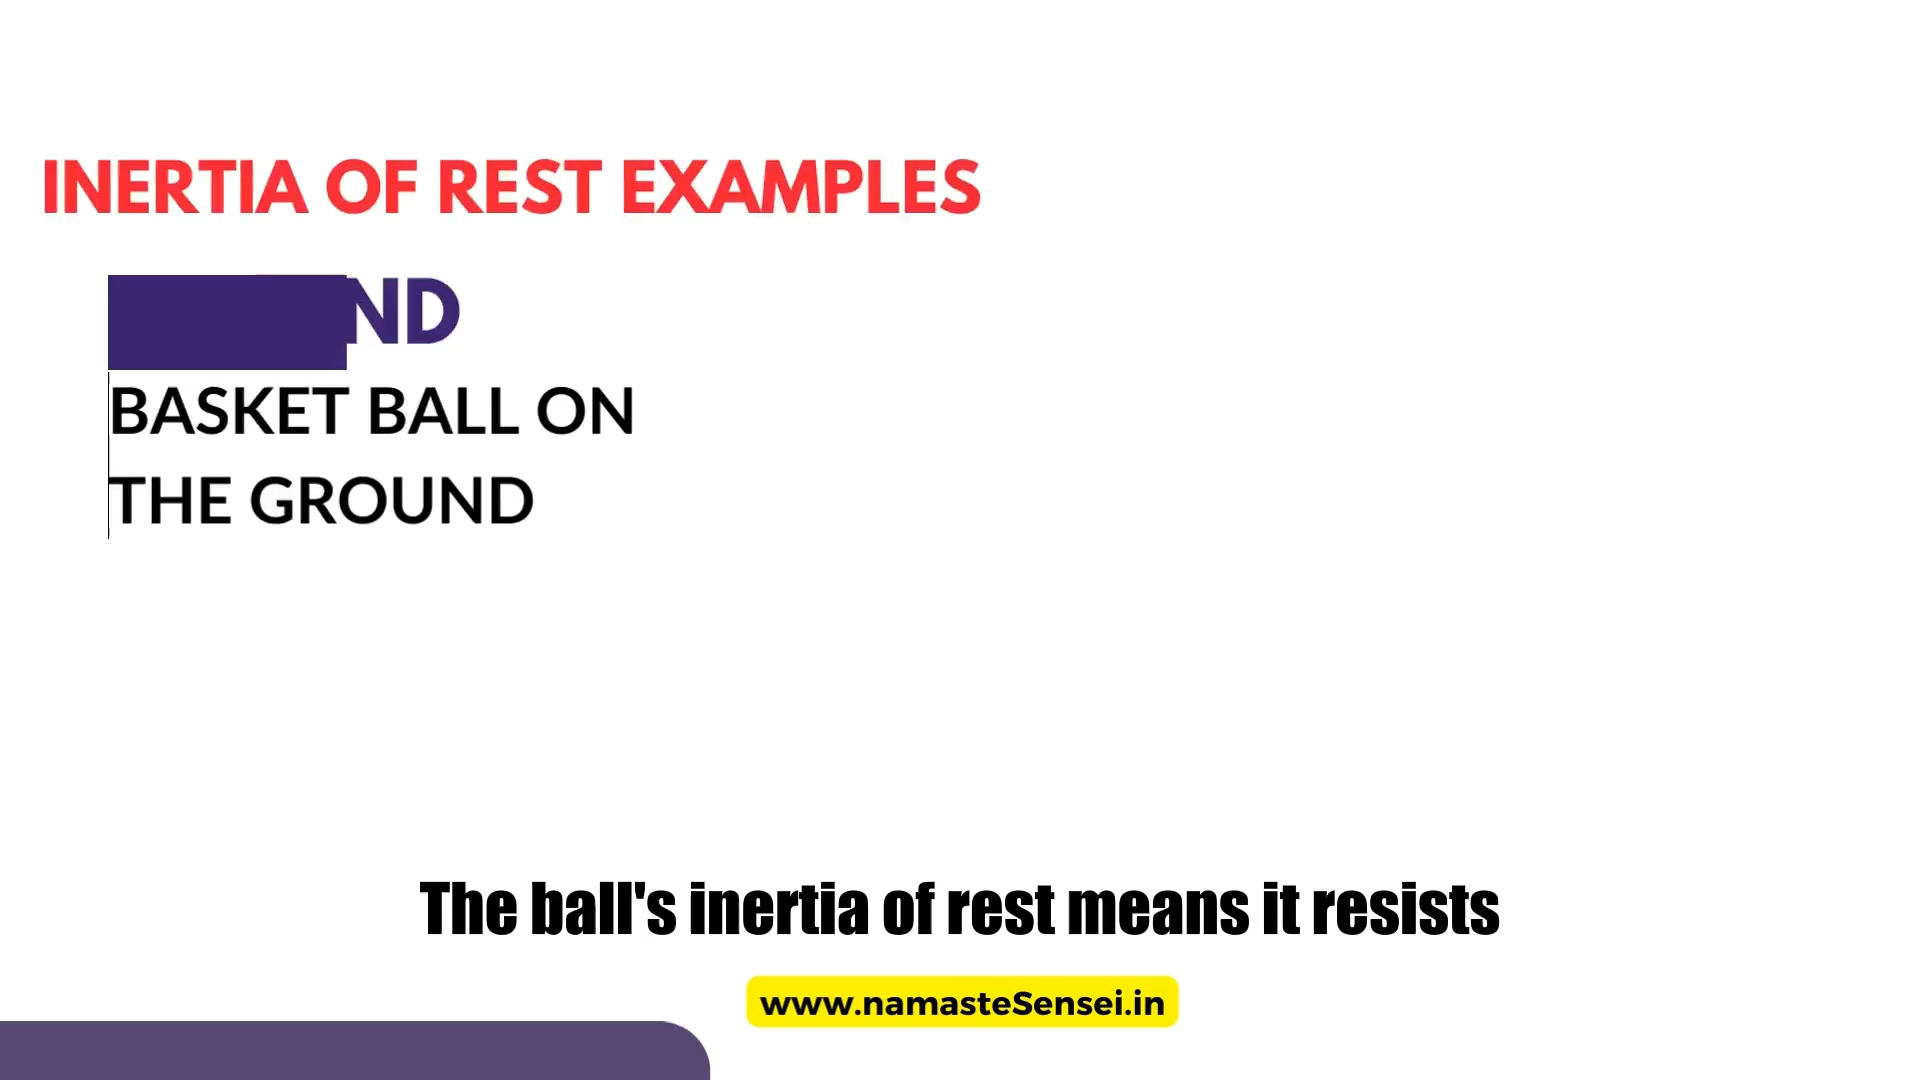 INERTIA OF REST EXAMPLES
BASKET BALL ON
THE GROUND
The ball's inertia of rest means it resists
www.namasteSensei.in